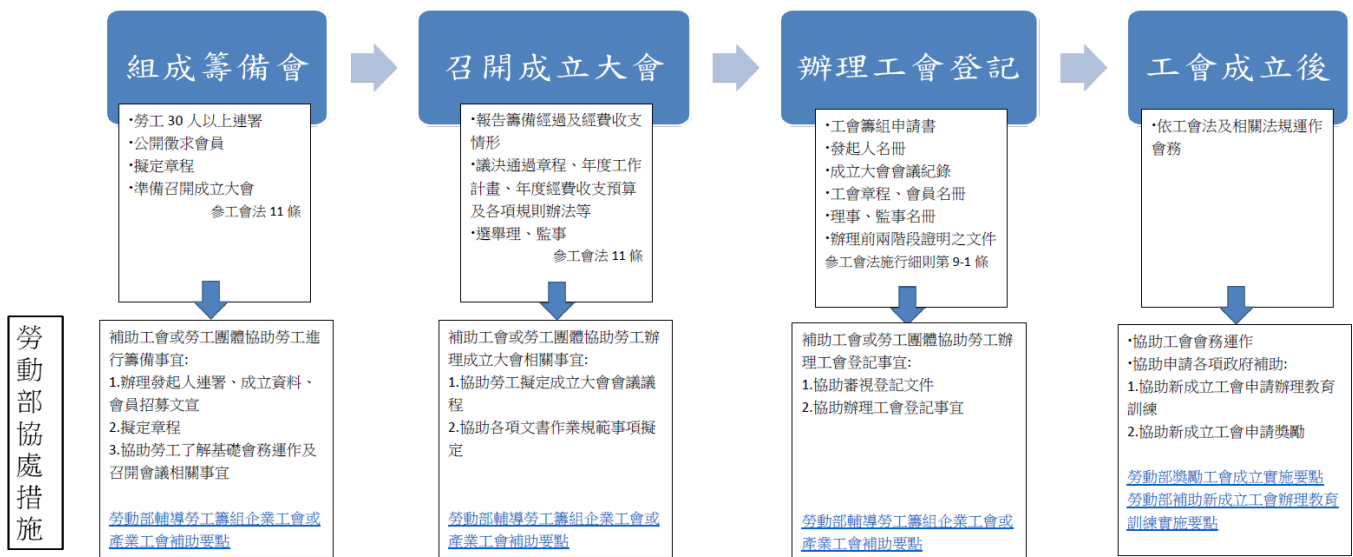 組成籌備會
召開成立大會
辦理工會登記
工會成立後
•勞工 30 人以上連署
•公開徵求會員
•擬定章程
•準備召開成立大會
參工會法 11 條
•報告籌備經過及經費收支
情形
•議決通過章程、年度工作
計畫、年度經費收支預算
及各項規則辦法等
•選舉理、監事
參工會法 11 條
•工會籌組申請書
•發起人名冊
•成立大會會議紀錄
•工會章程、會員名冊
•理事、監事名冊
•辦理前兩階段證明之文件
參工會法施行細則第 9-1 條
•依工會法及相關法規運作
會務
勞動部協處措施
補助工會或勞工團體協助勞工進
行籌備事宜:
1.辦理發起人連署、成立資料、
會員招募文宣
2.擬定章程
3.協助勞工了解基礎會務運作及
召開會議相關事宜
勞動部輔導勞工籌組企業工會或
產業工會補助要點
補助工會或勞工團體協助勞工辦
理成立大會相關事宜:
1.協助勞工擬定成立大會會議議
程
2.協助各項文書作業規範事項擬
定
勞動部輔導勞工籌組企業工會或
產業工會補助要點
補助工會或勞工團體協助勞工辦
理工會登記事宜:
1.協助審視登記文件
2.協助辦理工會登記事宜
勞動部輔導勞工籌組企業工會或
產業工會補助要點
•協助工會會務運作
•協助申請各項政府補助:
1.協助新成立工會申請辦理教育
訓練
2.協助新成立工會申請獎勵
勞動部獎勵工會成立實施要點
勞動部補助新成立工會辦理教育
訓練實施要點